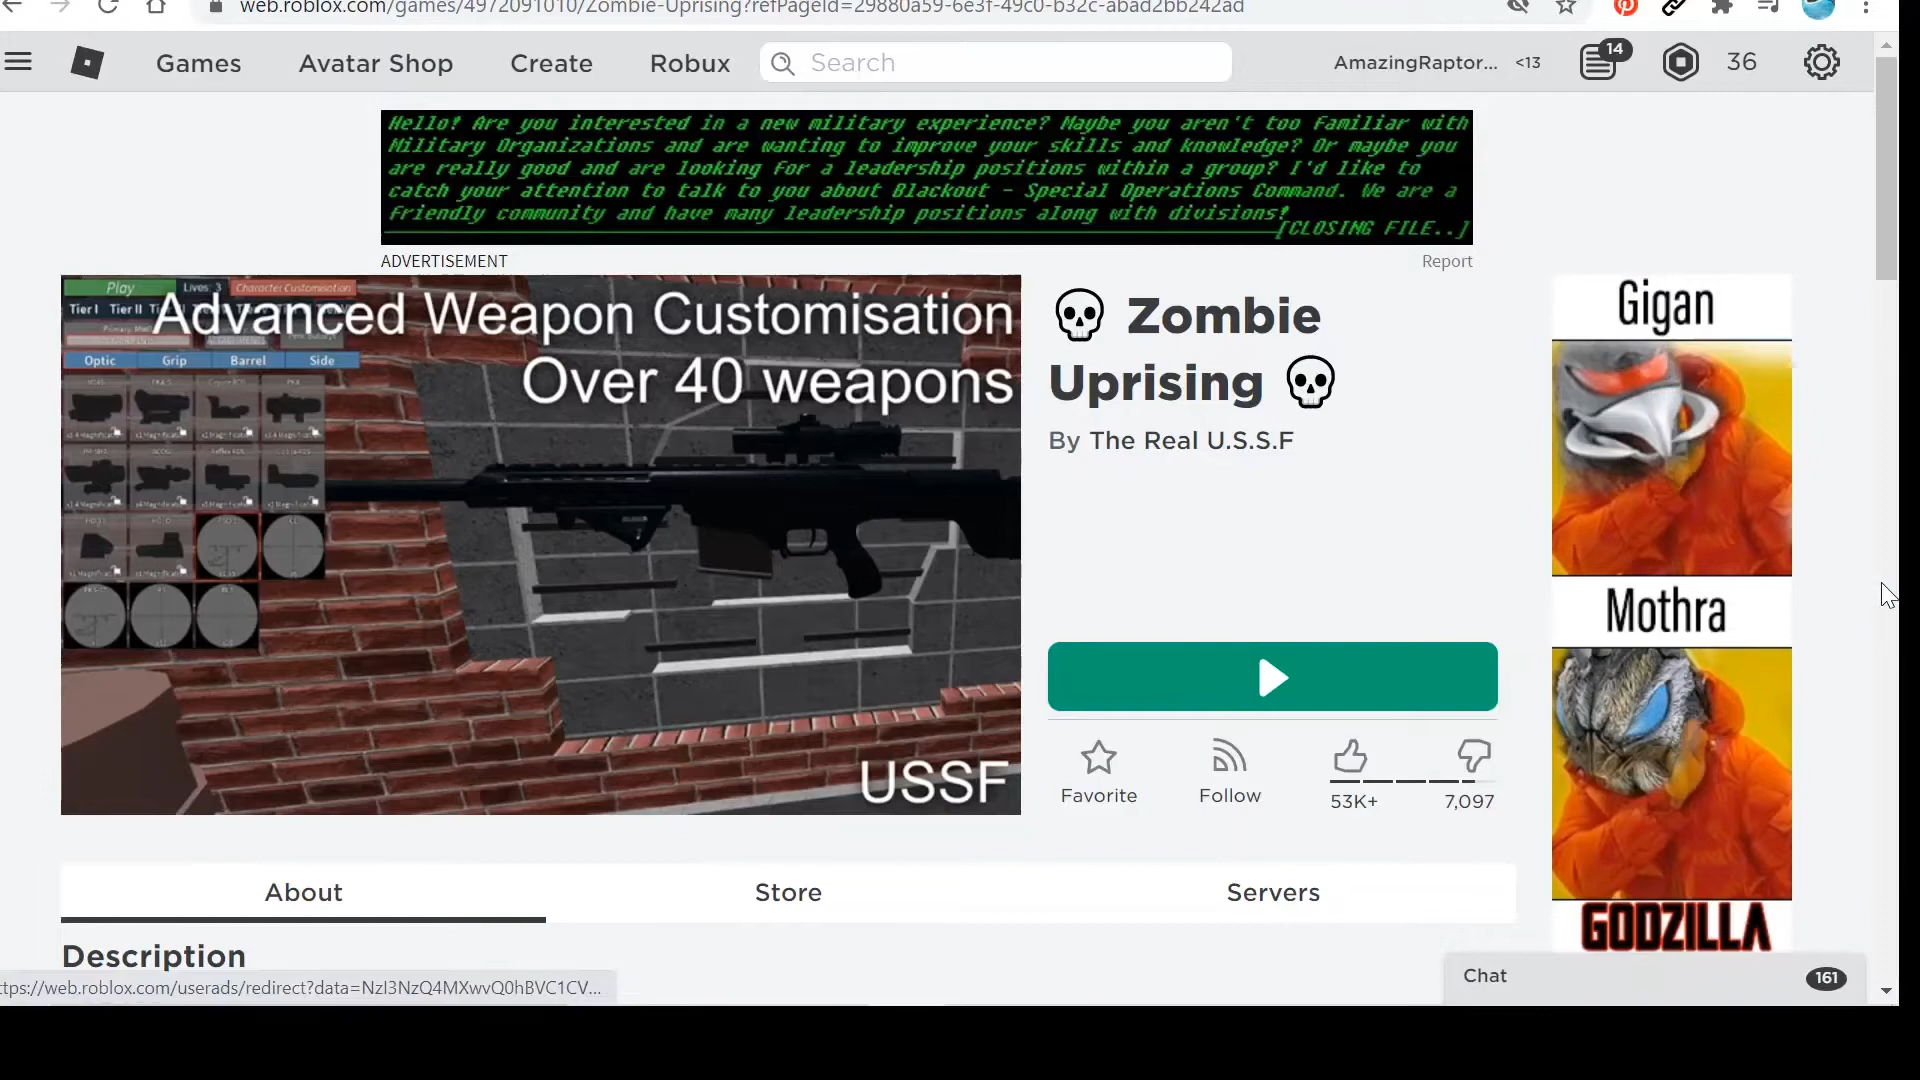 web.roblox.com/games/4972091010/Zombie-Uprising?refPageId=29880a59-6e3f-49c0-b32c-abad2bb242ad
Games
Avatar Shop
Create
Robux
Search
AmazingRaptor... <13
14
36
Hello! Are you interested in a new military experience? Maybe you aren't too familiar with
Military Organizations and are wanting to improve your skills and knowledge? Or maybe you
are really good and are looking for a leadership positions within a group? I'd like to
catch your attention to talk to you about Blackout - Special Operations Command. We are a
friendly community and have many leadership positions along with divisions!
[CLOSING FILE..]
ADVERTISEMENT
Report
Play
Lives: 3
Character Customisation
Tier I Tier II
Advanced Weapon Customisation
Over 40 weapons
Optic
Grip
Barrel
Side
USSF
💀 Zombie
Uprising 💀
By The Real U.S.S.F
Favorite
Follow
53K+
7,097
Gigan
Mothra
GODZILLA
About
Store
Servers
Description
ttps://web.roblox.com/userads/redirect?data=NzI3NzQ4MXwvQ0hBVC1CV...
Chat
161